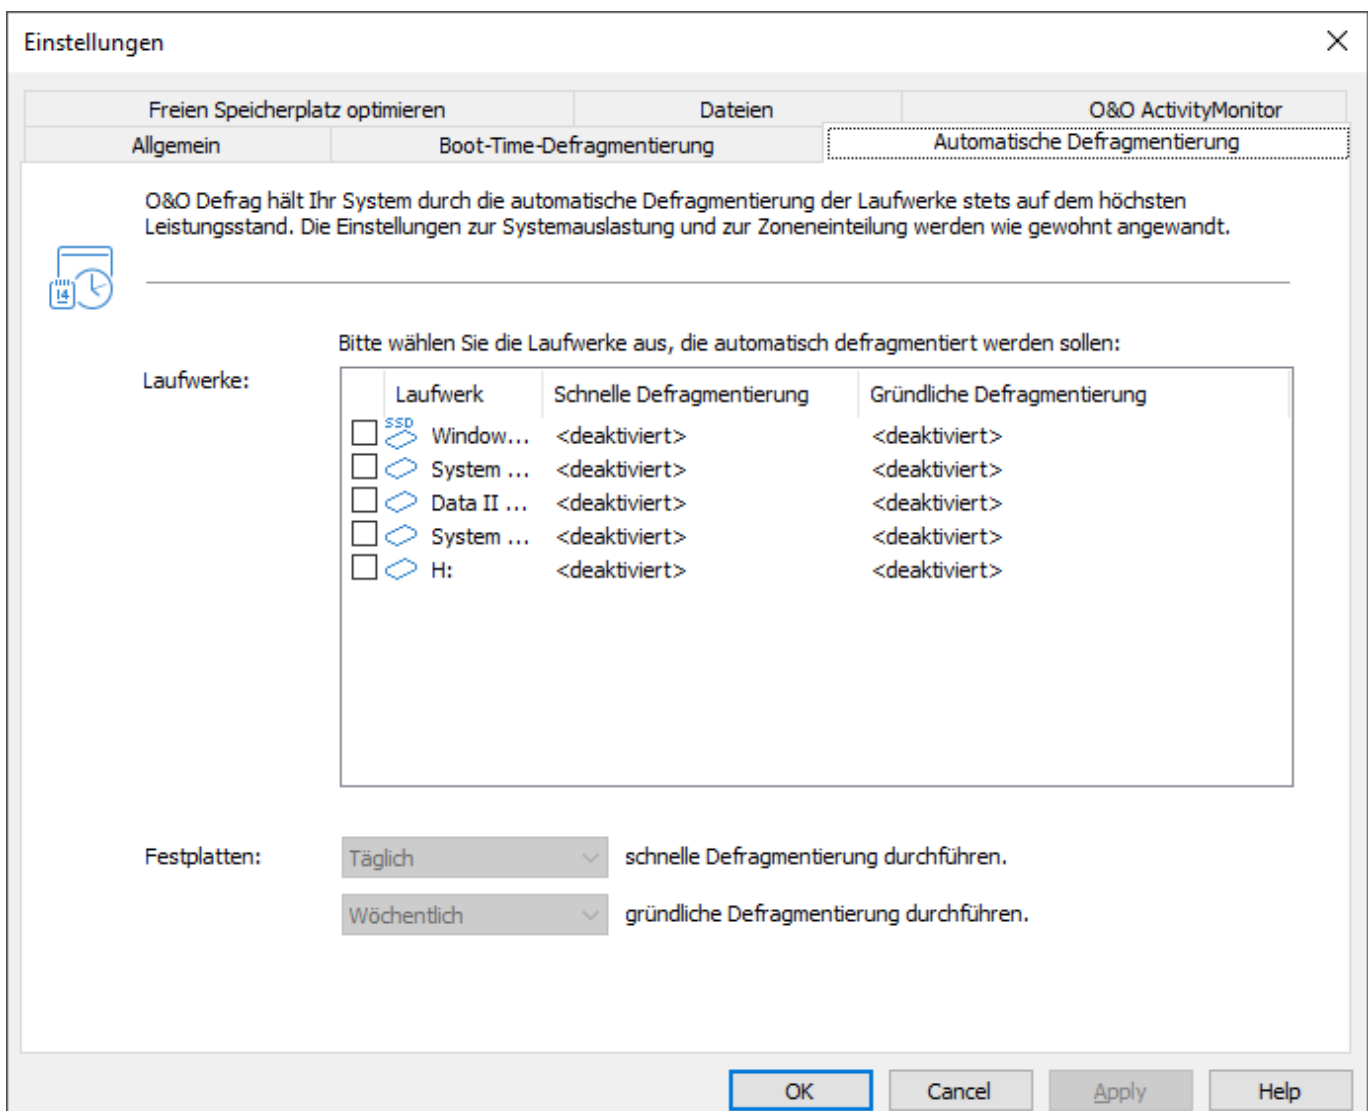 Einstellungen
Freien Speicherplatz optimieren Dateien O&O ActivityMonitor
Allgemein Boot-Time-Defragmentierung Automatische Defragmentierung
O&O Defrag hält Ihr System durch die automatische Defragmentierung der Laufwerke stets auf dem höchsten
Leistungsstand. Die Einstellungen zur Systemauslastung und zur Zoneneinteilung werden wie gewohnt angewandt.
14
Bitte wählen Sie die Laufwerke aus, die automatisch defragmentiert werden sollen:
Laufwerke:
Laufwerk Schnelle Defragmentierung Gründliche Defragmentierung
SSD
Window... <deaktiviert> <deaktiviert>
System ... <deaktiviert> <deaktiviert>
Data II ... <deaktiviert> <deaktiviert>
System ... <deaktiviert> <deaktiviert>
H: <deaktiviert> <deaktiviert>
Festplatten: Täglich schnelle Defragmentierung durchführen.
Wöchentlich gründliche Defragmentierung durchführen.
OK Cancel Apply Help